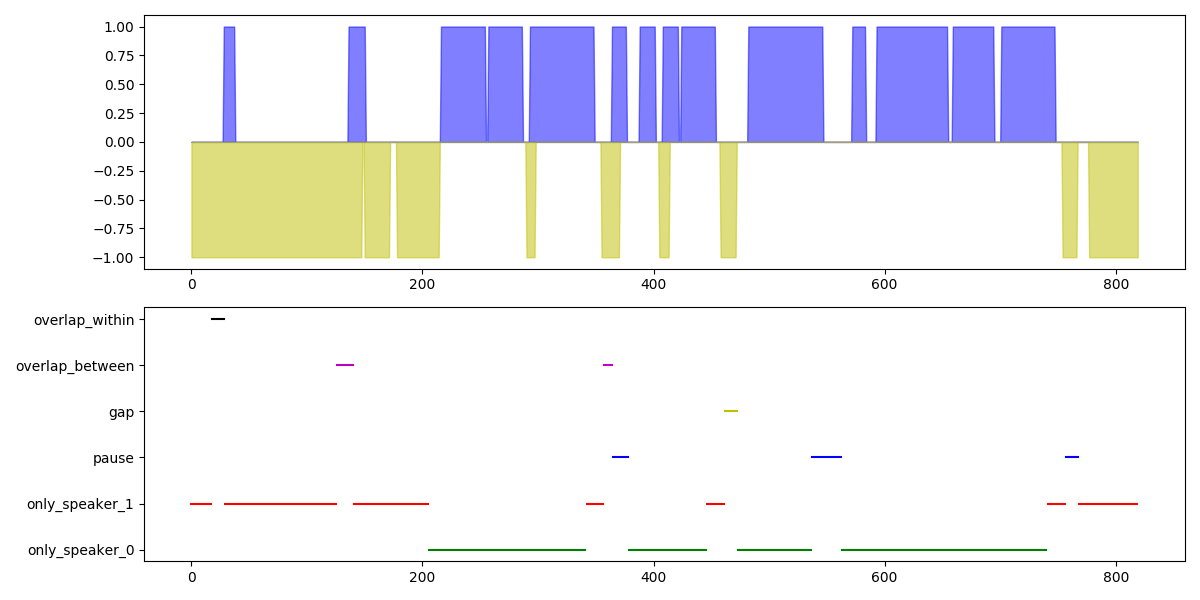 1.00
0.75
0.50
0.25
0.00
−0.25
−0.50
−0.75
−1.00
0 200 400 600 800
overlap_within
overlap_between
gap
pause
only_speaker_1
only_speaker_0
0 200 400 600 800